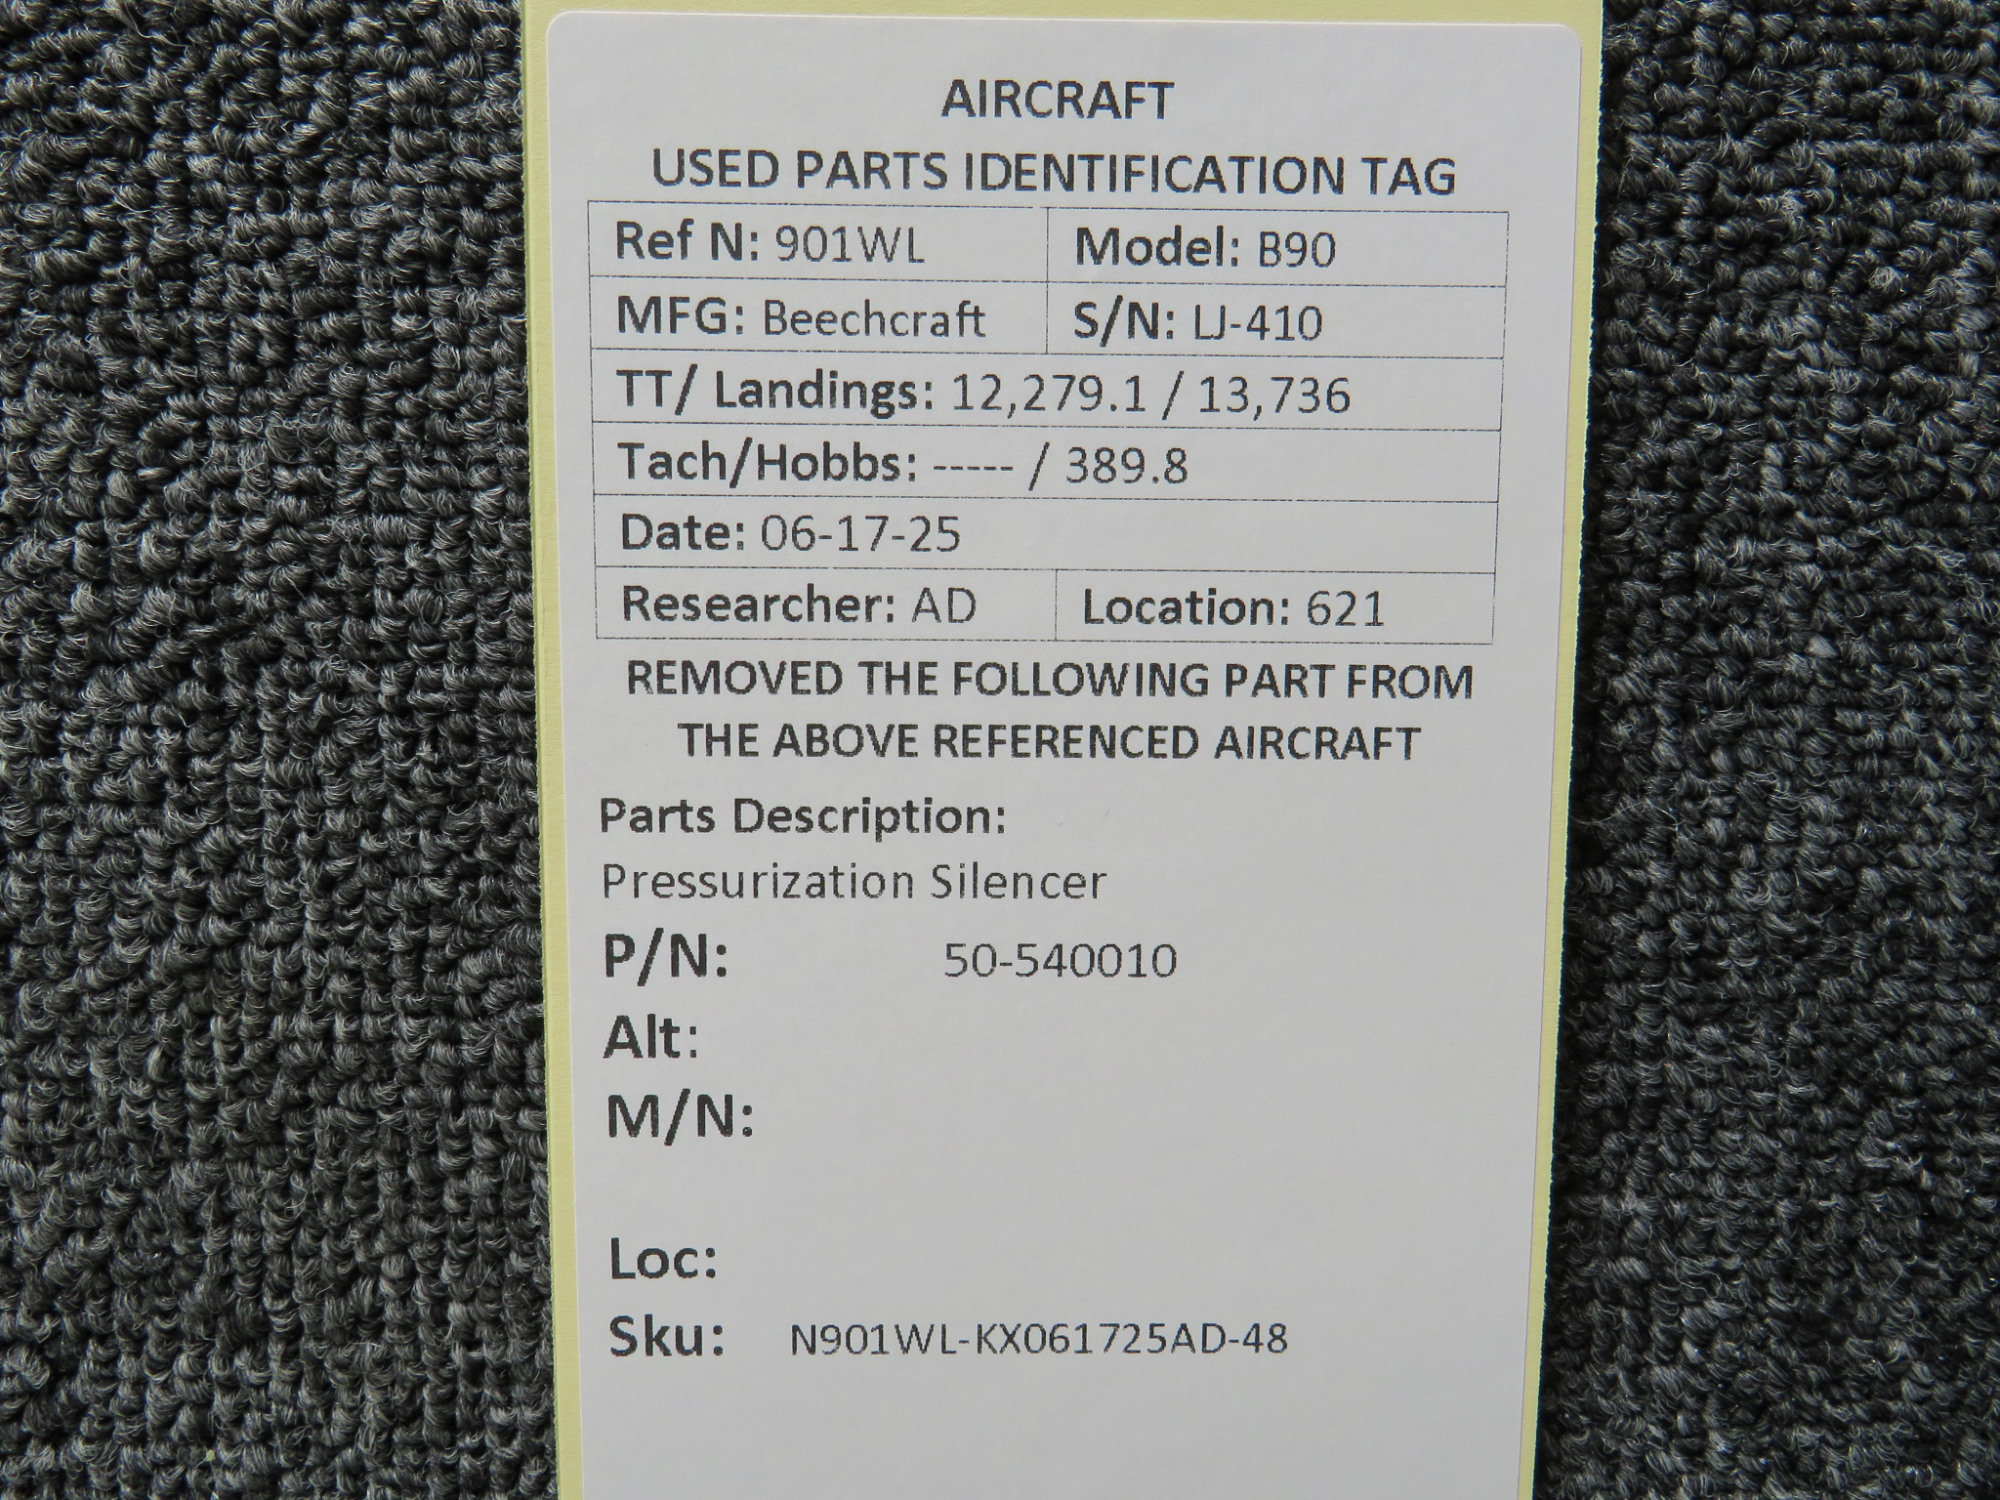 AIRCRAFT
USED PARTS IDENTIFICATION TAG
Ref N: 901WL Model: B90
MFG: Beechcraft S/N: LJ-410
TT/ Landings: 12,279.1 / 13,736
Tach/Hobbs: ----- / 389.8
Date: 06-17-25
Researcher: AD Location: 621
REMOVED THE FOLLOWING PART FROM
THE ABOVE REFERENCED AIRCRAFT
Parts Description:
Pressurization Silencer
P/N: 50-540010
Alt:
M/N:
Loc:
Sku: N901WL-KX061725AD-48